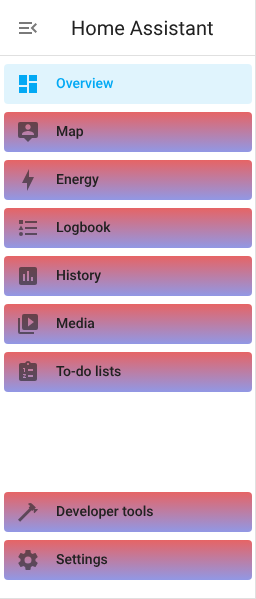 Home Assistant
Overview
Map
Energy
Logbook
History
Media
To-do lists
Developer tools
Settings